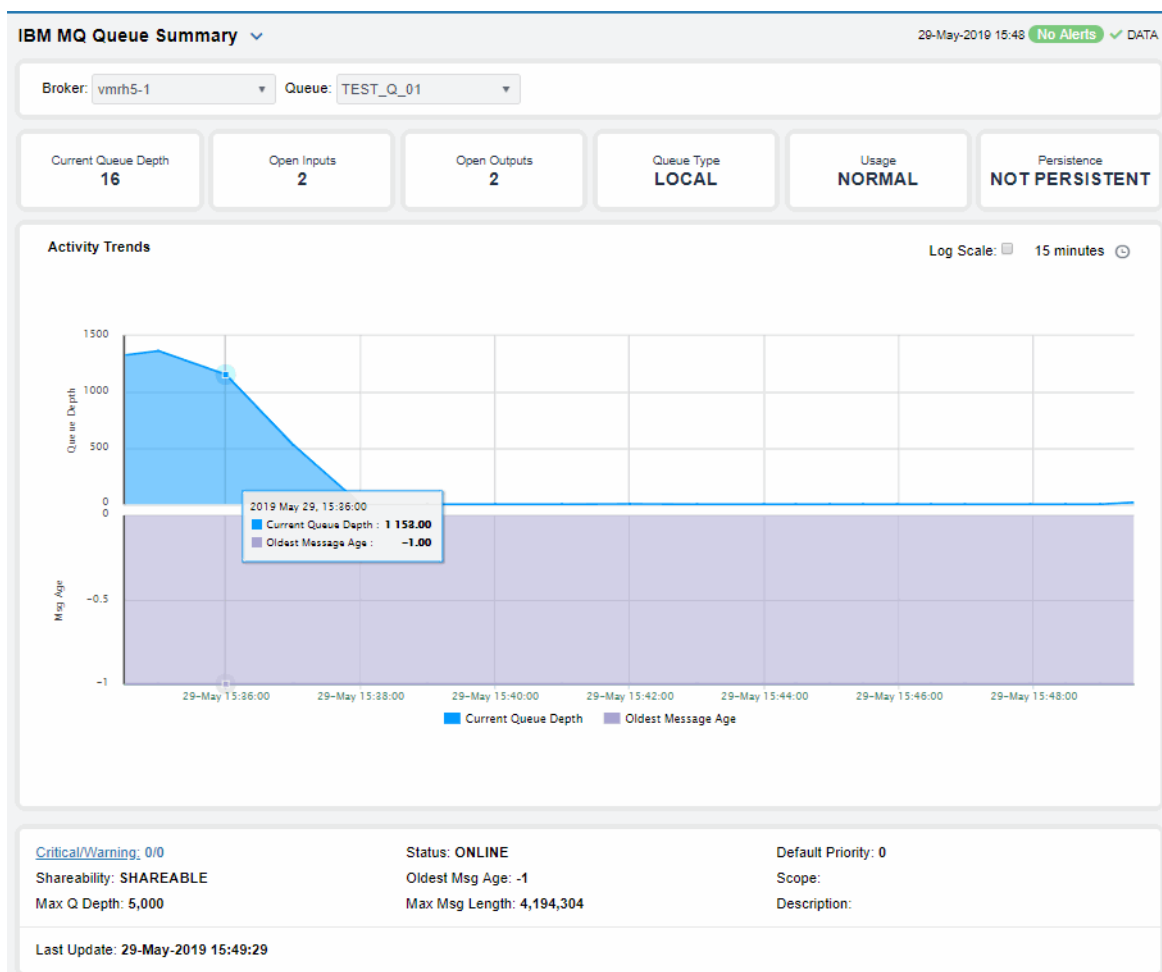 IBM MQ Queue Summary
29-May-2019 15:48 No Alerts DATA
Broker: vmrh5-1 Queue: TEST_Q_01
Current Queue Depth
16
Open Inputs
2
Open Outputs
2
Queue Type
LOCAL
Usage
NORMAL
Persistence
NOT PERSISTENT
Activity Trends
Log Scale: 15 minutes
1500
1000
500
0
Queue Depth
0
-0.5
-1
Msg Age
2019 May 29, 15:36:00
Current Queue Depth : 1 158.00
Oldest Message Age : -1.00
29-May 15:36:00 29-May 15:38:00 29-May 15:40:00 29-May 15:42:00 29-May 15:44:00 29-May 15:46:00 29-May 15:48:00
Current Queue Depth Oldest Message Age
Critical/Warning: 0/0 Status: ONLINE Default Priority: 0
Shareability: SHAREABLE Oldest Msg Age: -1 Scope:
Max Q Depth: 5,000 Max Msg Length: 4,194,304 Description:
Last Update: 29-May-2019 15:49:29